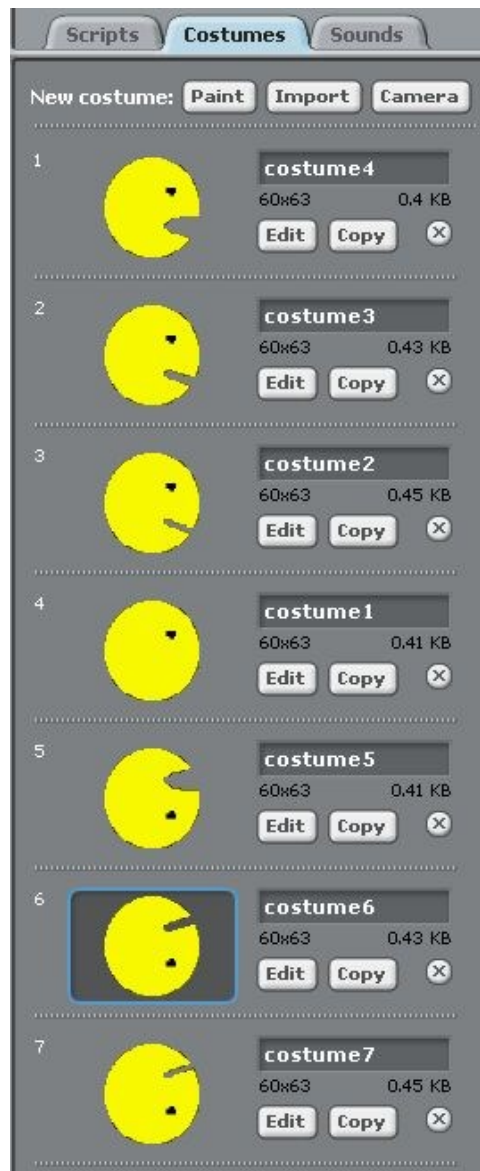 Scripts Costumes Sounds
New costume: Paint Import Camera
1 costume4
60x63 0.4 KB
Edit Copy
2 costume3
60x63 0.43 KB
Edit Copy
3 costume2
60x63 0.45 KB
Edit Copy
4 costume1
60x63 0.41 KB
Edit Copy
5 costume5
60x63 0.41 KB
Edit Copy
6 costume6
60x63 0.43 KB
Edit Copy
7 costume7
60x63 0.45 KB
Edit Copy